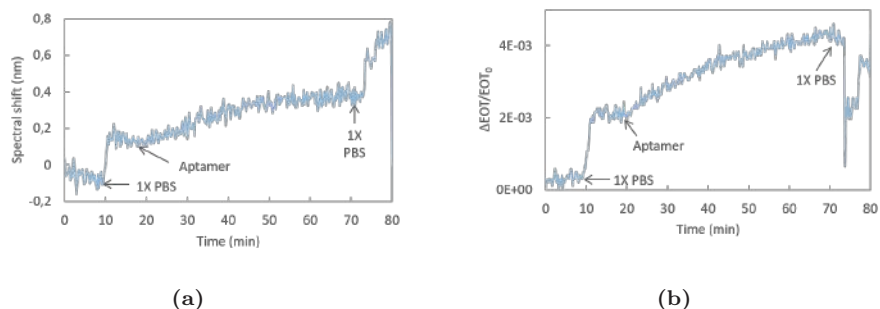 0,8
0,6
0,4
0,2
0
-0,2
Spectral shift (nm)
1X PBS
Aptamer
1X
PBS
0 10 20 30 40 50 60 70 80
Time (min)
(a)
4E-03
2E-03
0E+00
ΔEOT/EOT₀
1X PBS
Aptamer
1X PBS
0 10 20 30 40 50 60 70 80
Time (min)
(b)